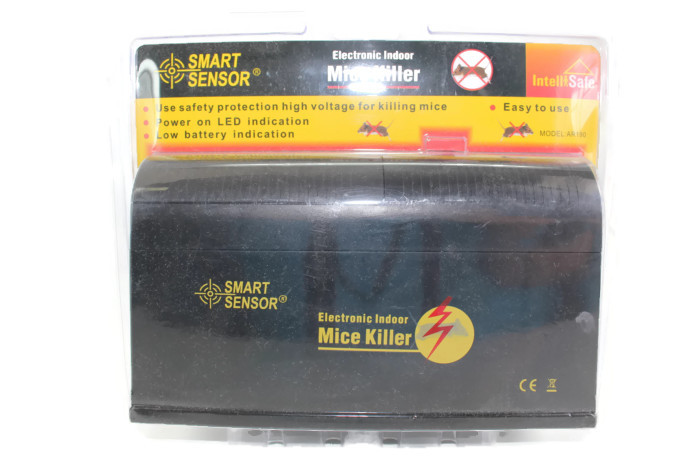 SMART
SENSOR®
Electronic Indoor
Mice Killer
IntelliSafe
Use safety protection high voltage for killing mice
Easy to use
Power on LED indication
Low battery indication
SMART
SENSOR®
Electronic Indoor
Mice Killer
CE